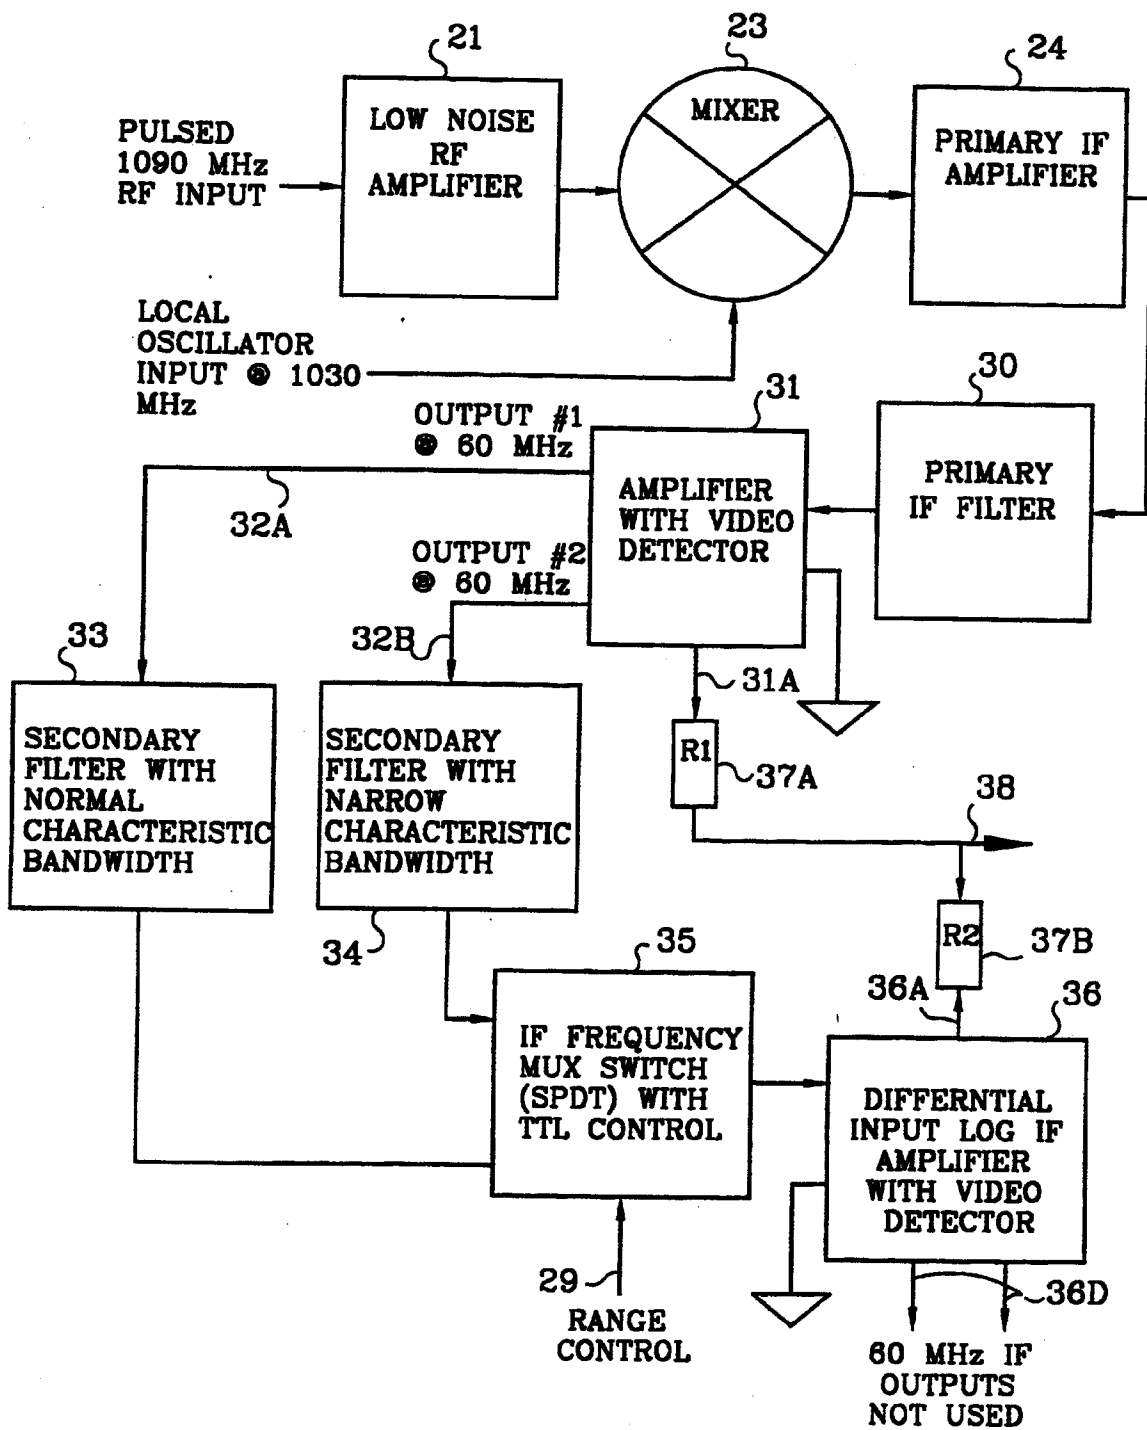 21
23
24
LOW NOISE
RF
AMPLIFIER
MIXER
PRIMARY IF
AMPLIFIER
PULSED
1090 MHz
RF INPUT
LOCAL
OSCILLATOR
INPUT @ 1030
MHz
OUTPUT #1
@ 60 MHz
31
30
AMPLIFIER
WITH VIDEO
DETECTOR
PRIMARY
IF FILTER
32A
OUTPUT #2
@ 60 MHz
32B
33
31A
SECONDARY
FILTER WITH
NORMAL
CHARACTERISTIC
BANDWIDTH
SECONDARY
FILTER WITH
NARROW
CHARACTERISTIC
BANDWIDTH
R1
37A
38
34
35
R2
37B
36A
36
IF FREQUENCY
MUX SWITCH
(SPDT) WITH
TTL CONTROL
DIFFERNTIAL
INPUT LOG IF
AMPLIFIER
WITH VIDEO
DETECTOR
29
RANGE
CONTROL
36D
60 MHz IF
OUTPUTS
NOT USED